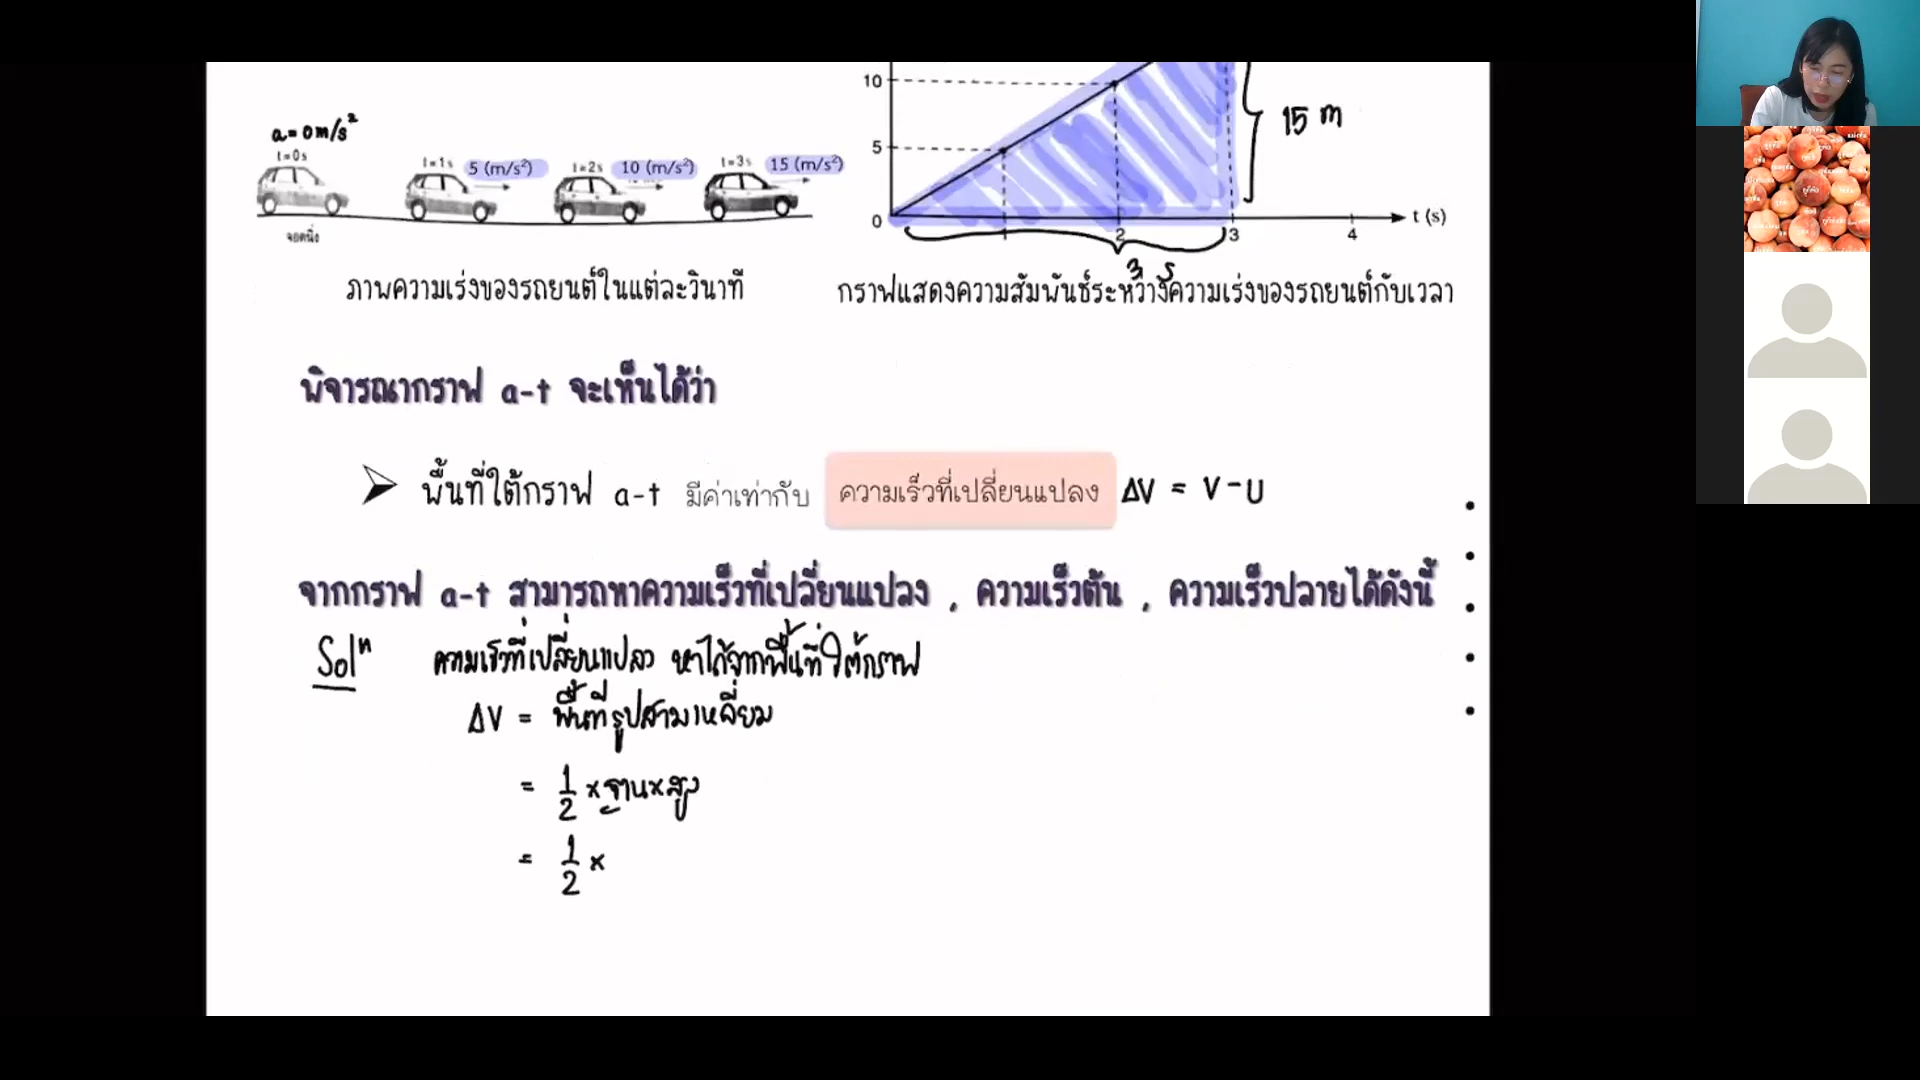 10
5
0
1
2
3
4
t (s)
15 m
3 s
a=0m/s²
t=0s
t=1s
5 (m/s²)
t=2s
10 (m/s²)
t=3s
15 (m/s²)
จอดนิ่ง
ภาพความเร่งของรถยนต์ในแต่ละวินาที
กราฟแสดงความสัมพันธ์ระหว่างความเร่งของรถยนต์กับเวลา
พิจารณากราฟ a-t จะเห็นได้ว่า
พื้นที่ใต้กราฟ a-t มีค่าเท่ากับ ความเร็วที่เปลี่ยนแปลง ΔV = V-U
จากกราฟ a-t สามารถหาความเร็วที่เปลี่ยนแปลง , ความเร็วต้น , ความเร็วปลายได้ดังนี้
Solⁿ ความเร็วที่เปลี่ยนแปลง หาได้จากพื้นที่ใต้กราฟ
ΔV = พื้นที่รูปสามเหลี่ยม
= 1/2 × ฐาน × สูง
= 1/2 ×